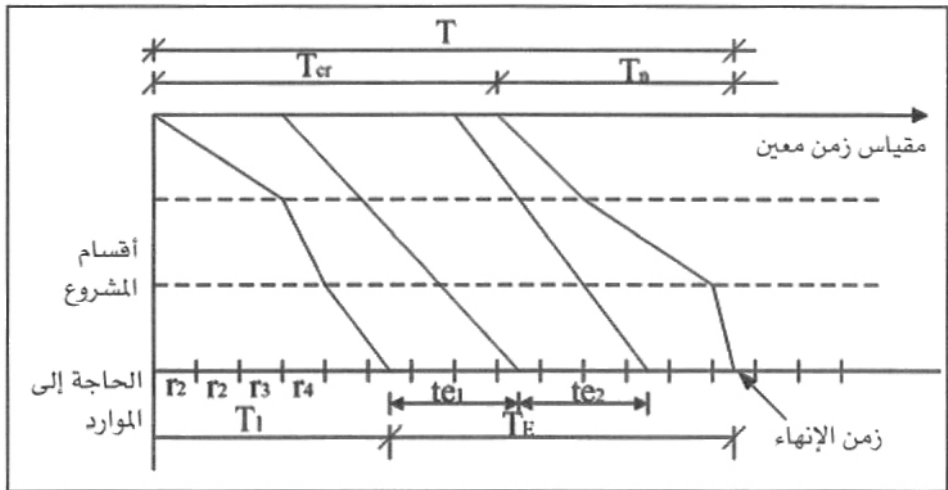 T
Tcr
Tn
مقياس زمن معين
أقسام
المشروع
r2 r2 r3 r4
الحاجة إلى
الموارد
te1 te2
T1 TE
زمن الإنهاء